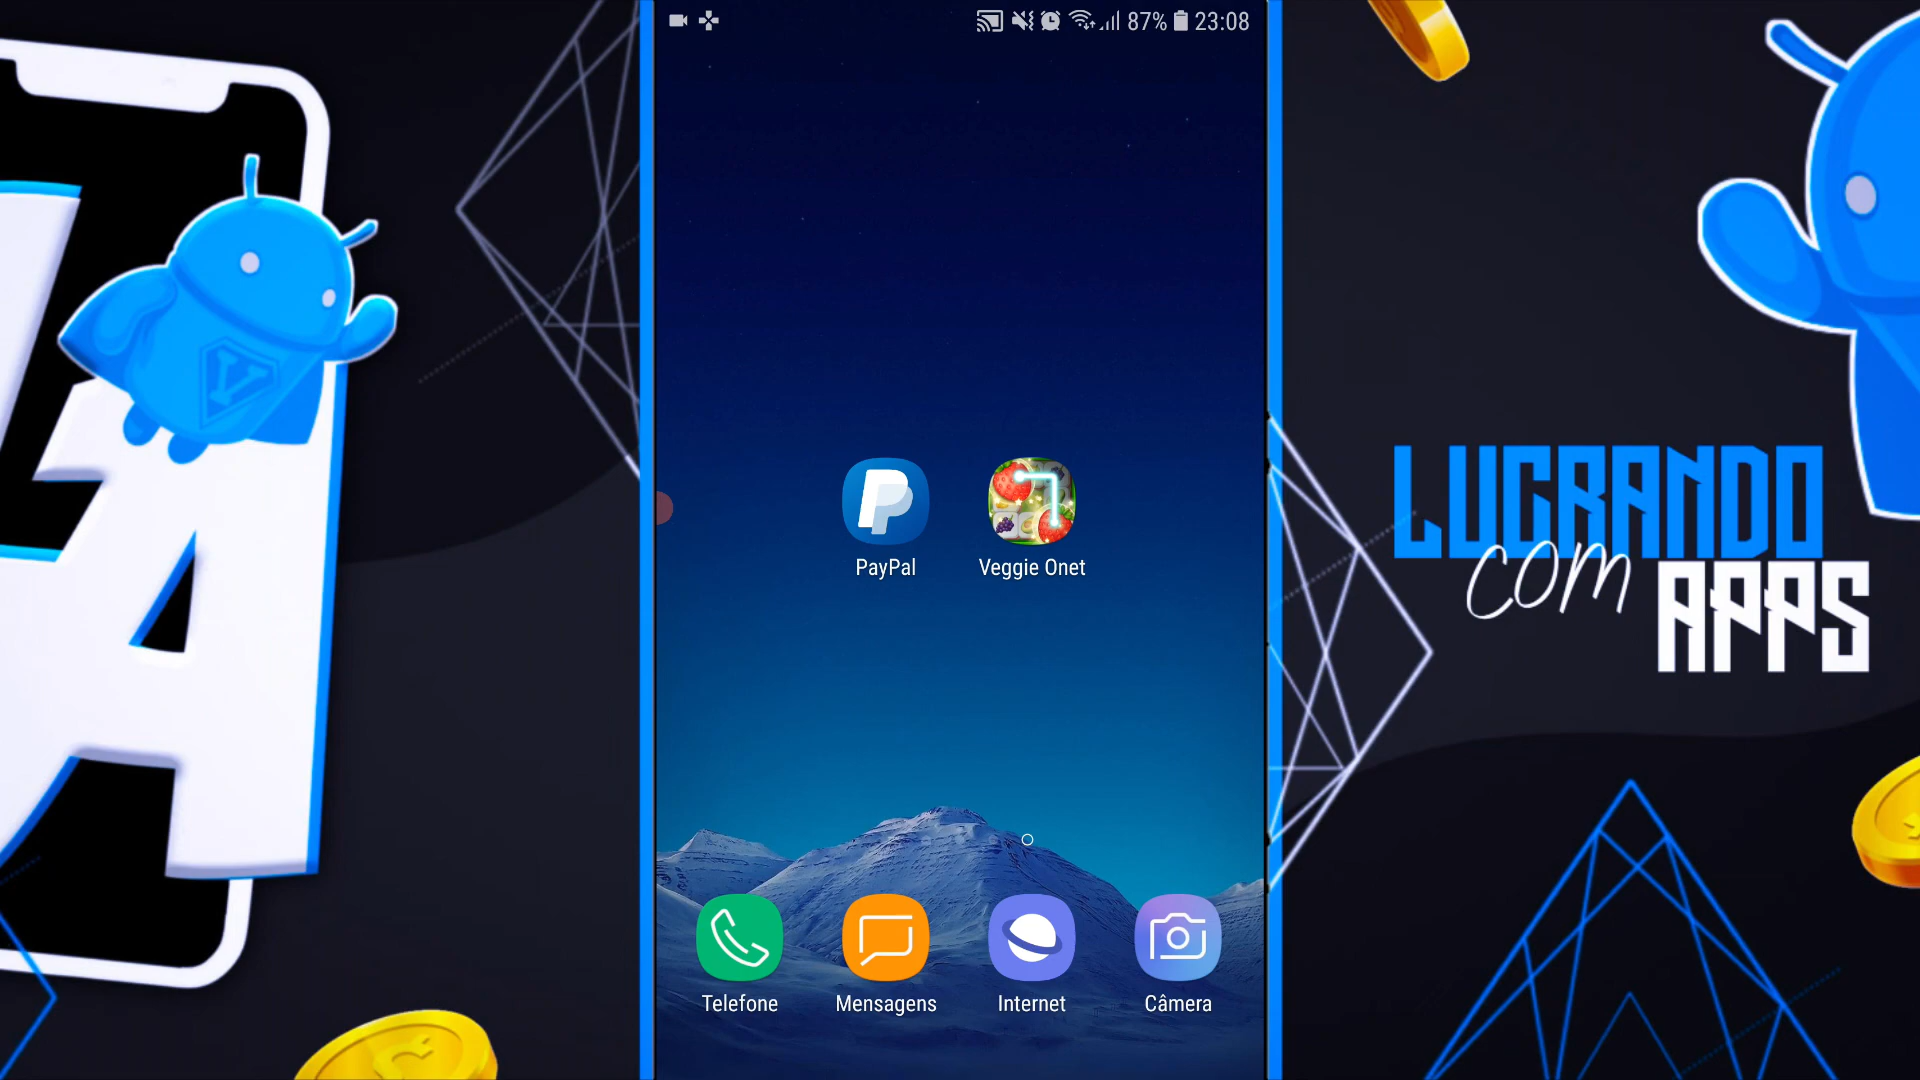 87% 23:08
PayPal Veggie Onet
Telefone Mensagens Internet Câmera
LUCRANDO
com
APPS
A
V